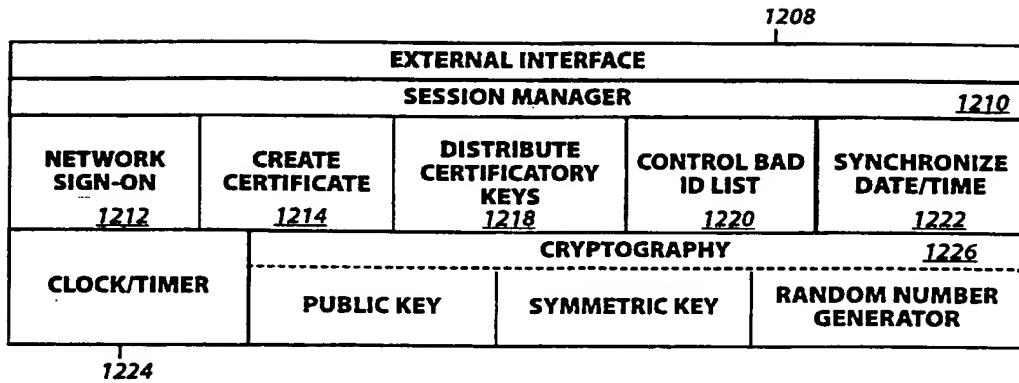 1208
EXTERNAL INTERFACE
SESSION MANAGER 1210
NETWORK
SIGN-ON
1212
CREATE
CERTIFICATE
1214
DISTRIBUTE
CERTIFICATORY
KEYS
1218
CONTROL BAD
ID LIST
1220
SYNCHRONIZE
DATE/TIME
1222
CLOCK/TIMER
CRYPTOGRAPHY 1226
PUBLIC KEY
SYMMETRIC KEY
RANDOM NUMBER
GENERATOR
1224